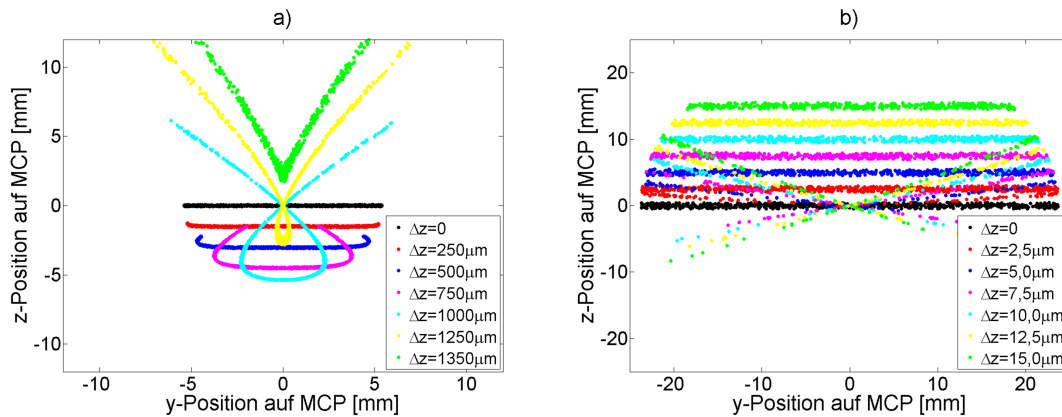 a)
z-Position auf MCP [mm]
10
5
0
-5
-10
-10
-5
0
5
10
y-Position auf MCP [mm]
Δz=0
Δz=250μm
Δz=500μm
Δz=750μm
Δz=1000μm
Δz=1250μm
Δz=1350μm
b)
z-Position auf MCP [mm]
20
10
0
-10
-20
-20
-10
0
10
20
y-Position auf MCP [mm]
Δz=0
Δz=2,5μm
Δz=5,0μm
Δz=7,5μm
Δz=10,0μm
Δz=12,5μm
Δz=15,0μm